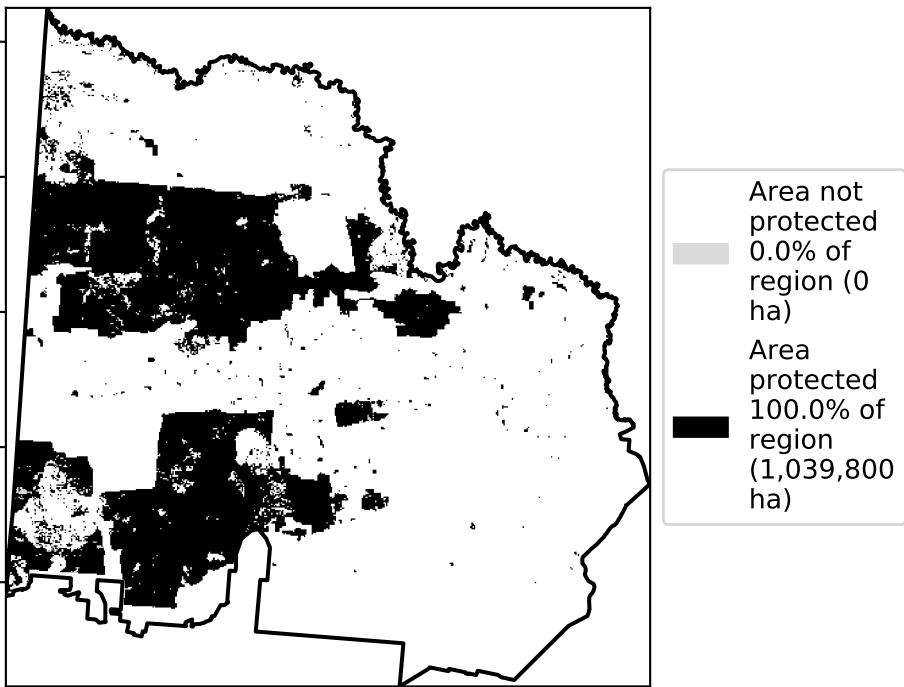 Area not
protected
0.0% of
region (0
ha)
Area
protected
100.0% of
region
(1,039,800
ha)